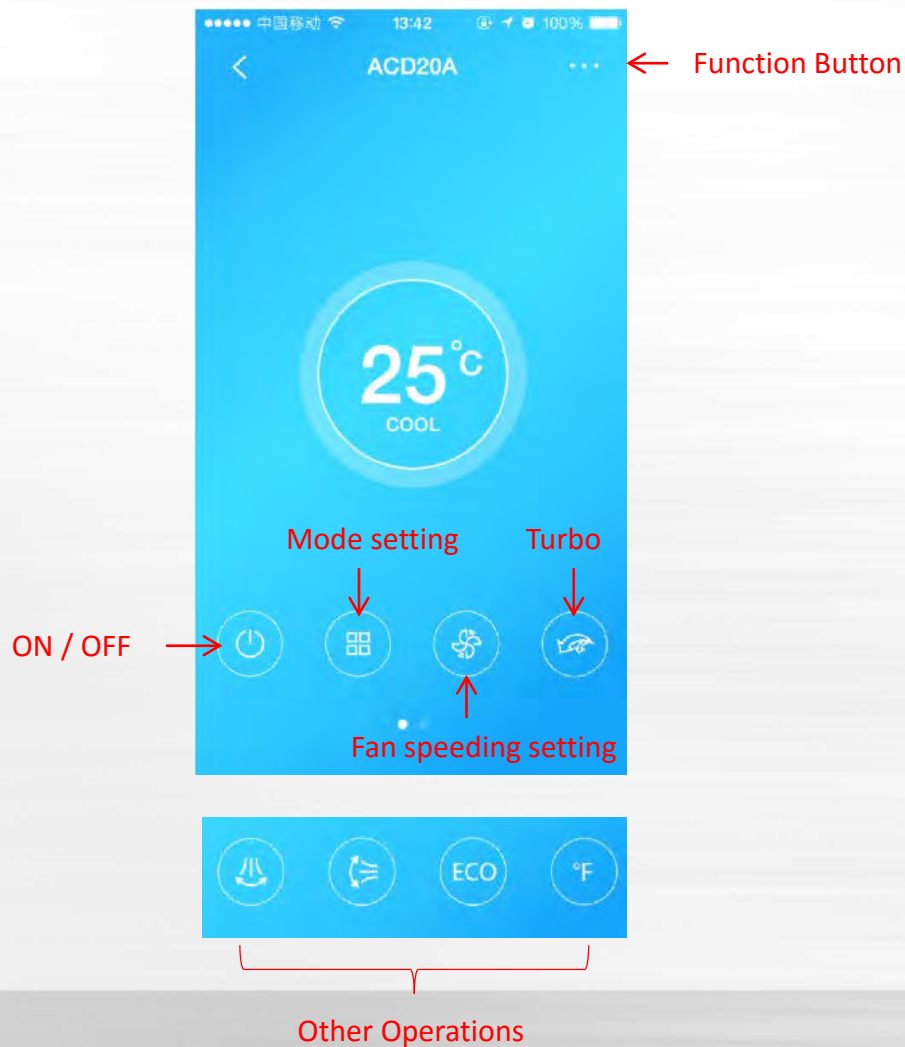 中国移动 13:42 100%
ACD20A
Function Button
25°C
COOL
Mode setting Turbo
ON / OFF
Fan speeding setting
ECO °F
Other Operations